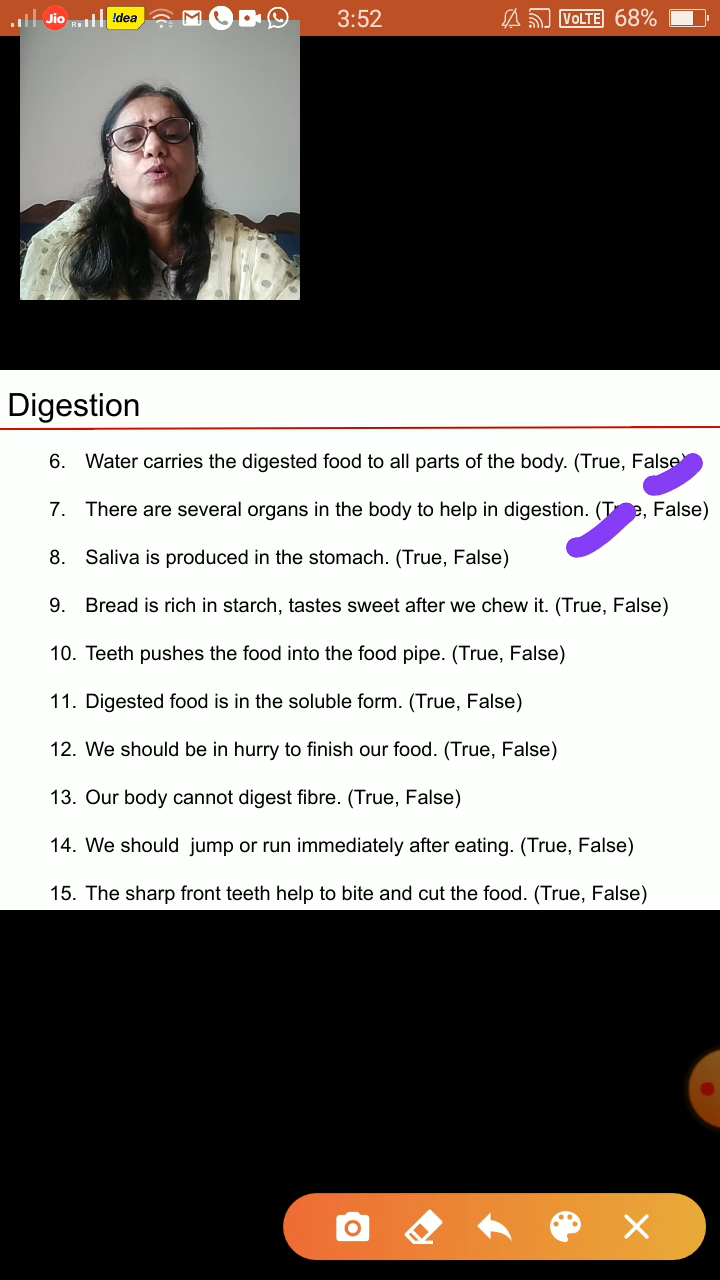 Jio
R
!dea
3:52
VoLTE
68%
Digestion
6. Water carries the digested food to all parts of the body. (True, False)
7. There are several organs in the body to help in digestion. (True, False)
8. Saliva is produced in the stomach. (True, False)
9. Bread is rich in starch, tastes sweet after we chew it. (True, False)
10. Teeth pushes the food into the food pipe. (True, False)
11. Digested food is in the soluble form. (True, False)
12. We should be in hurry to finish our food. (True, False)
13. Our body cannot digest fibre. (True, False)
14. We should  jump or run immediately after eating. (True, False)
15. The sharp front teeth help to bite and cut the food. (True, False)